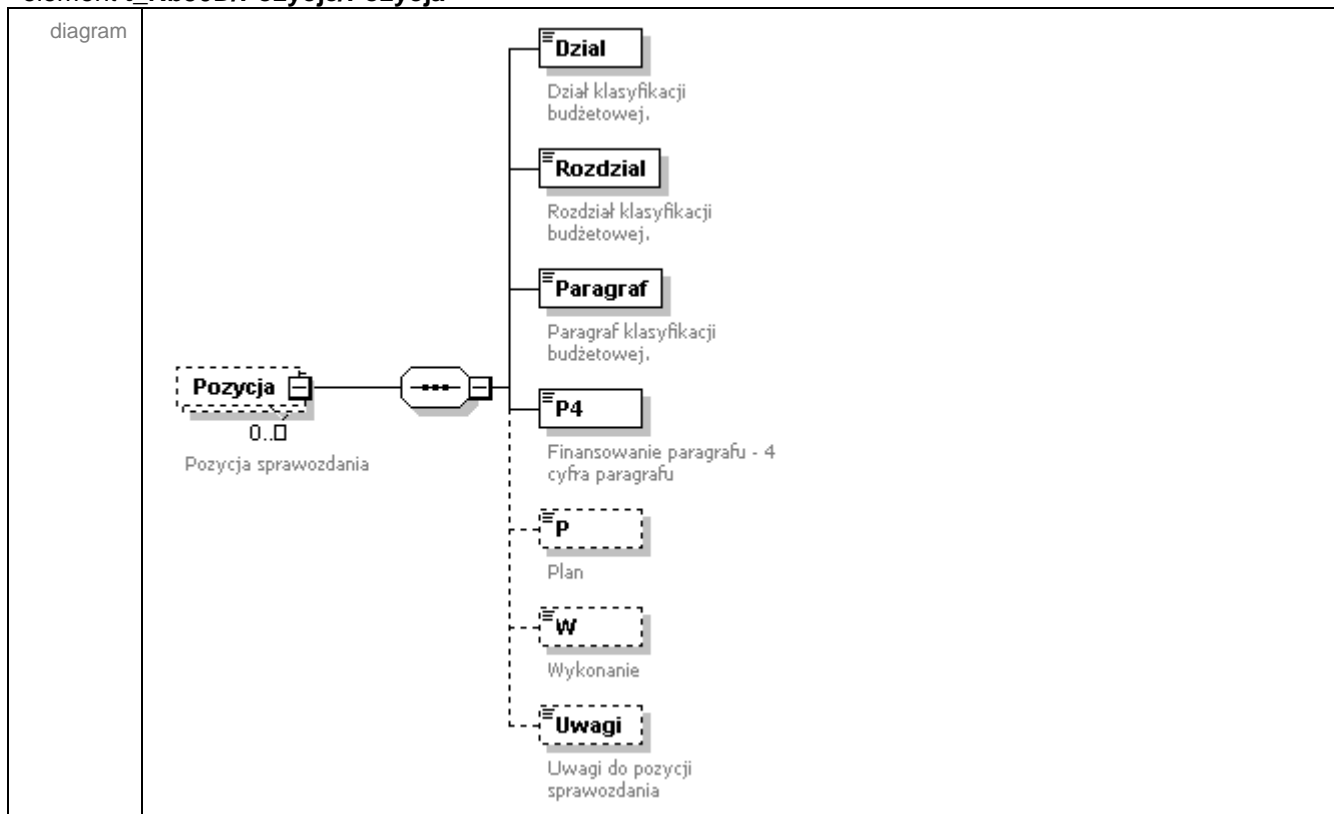 diagram
Dzial
Dział klasyfikacji
budżetowej.
Rozdzial
Rozdział klasyfikacji
budżetowej.
Paragraf
Paragraf klasyfikacji
budżetowej.
Pozycja
0..
Pozycja sprawozdania
P4
Finansowanie paragrafu - 4
cyfra paragrafu
P
Plan
W
Wykonanie
Uwagi
Uwagi do pozycji
sprawozdania